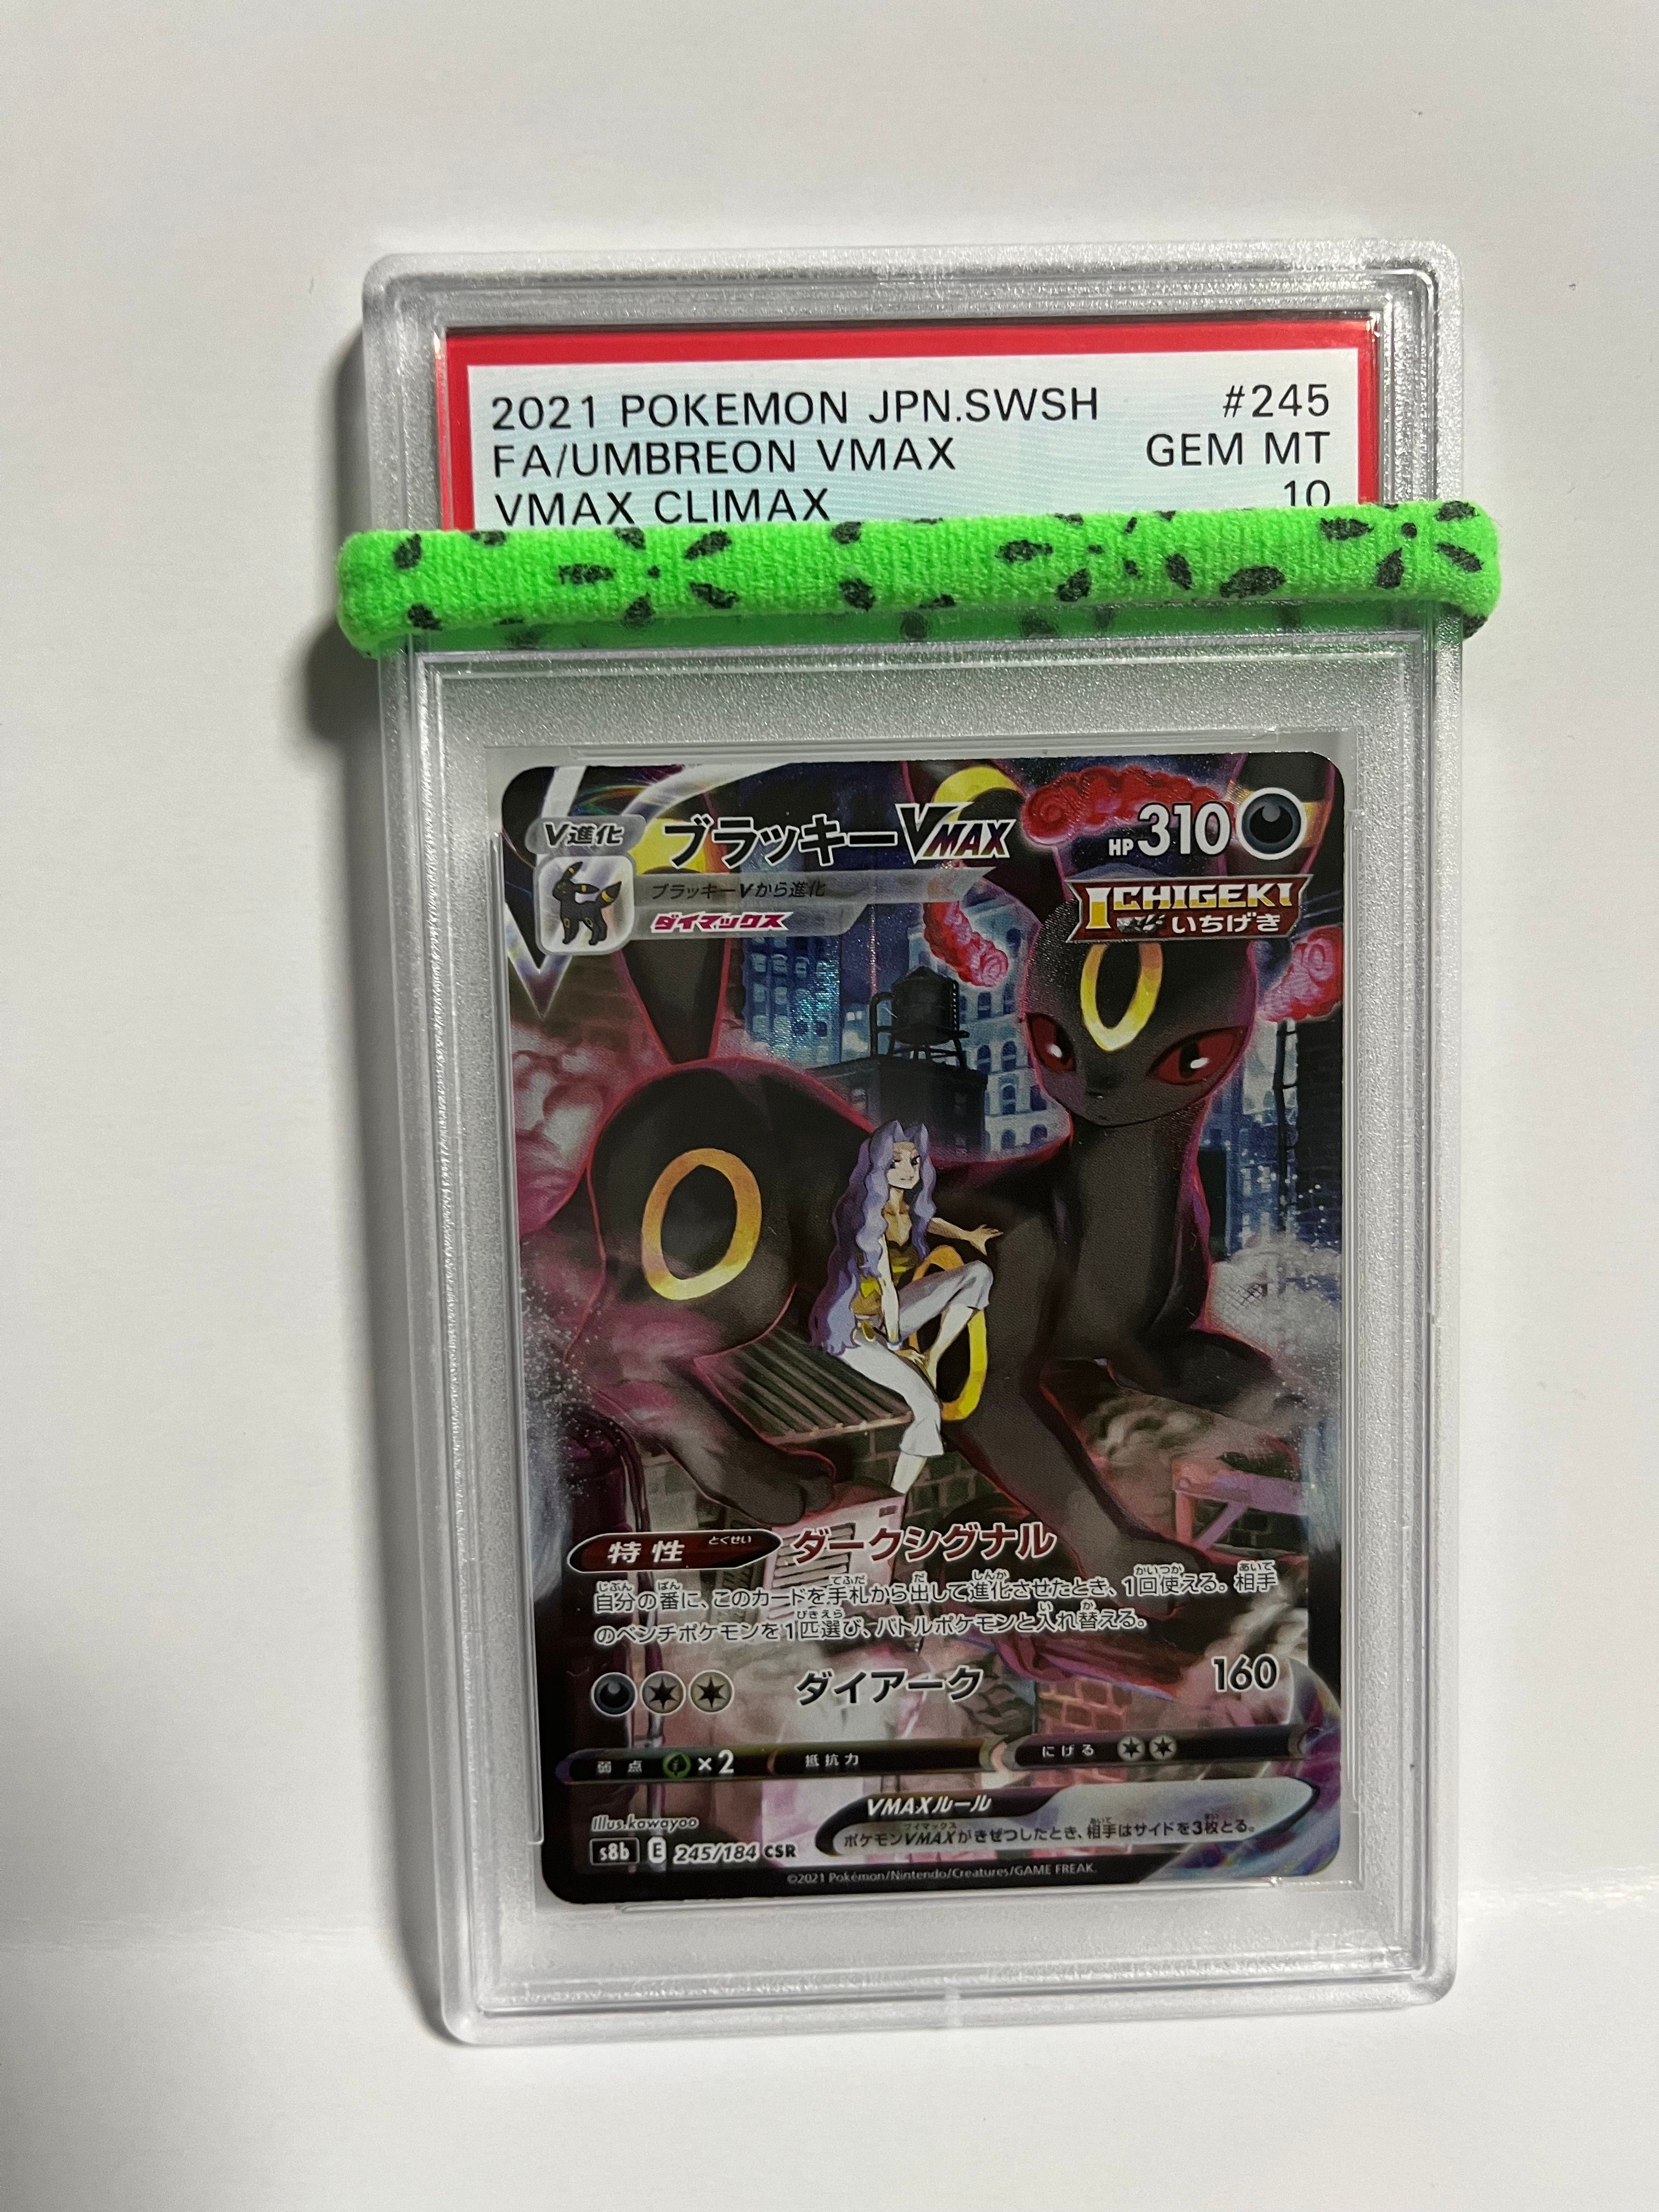 2021 POKEMON JPN.SWSH #245
FA/UMBREON VMAX GEM MT
VMAX CLIMAX 10
V進化 ブラッキーVMAX HP310
ブラッキーVから進化
ダイマックス
ICHIGEKI
いちげき
特性 とくせい ダークシグナル
自分の番に、このカードを手札から出して進化させたとき、1回使える。相手
のベンチポケモンを1匹選び、バトルポケモンと入れ替える。
ダイアーク 160
弱点 ×2 抵抗力 にげる
VMAXルール
ポケモンVMAXがきぜつしたとき、相手はサイドを3枚とる。
Illus.kawayoo
s8b E 245/184 CSR
©2021 Pokémon/Nintendo/Creatures/GAME FREAK.